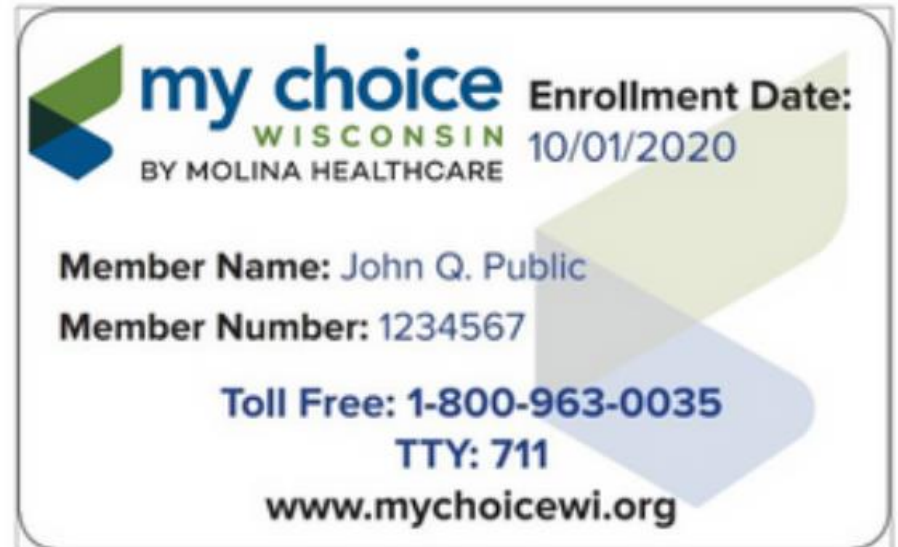 my choice
WISCONSIN
BY MOLINA HEALTHCARE
Enrollment Date:
10/01/2020
Member Name: John Q. Public
Member Number: 1234567
Toll Free: 1-800-963-0035
TTY: 711
www.mychoicewi.org